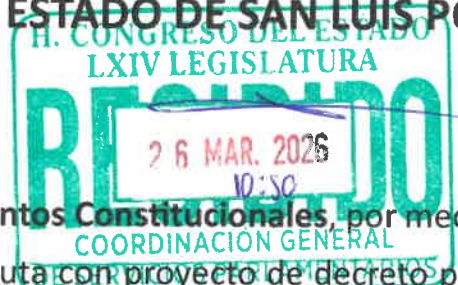 ESTADO DE SAN LUIS PO
H. CONGRESO DEL ESTADO
LXIV LEGISLATURA
RECIBIDO
26 MAR. 2026
10:50
ntos Constitucionales, por med
COORDINACIÓN GENERAL
uta con proyecto de decreto p